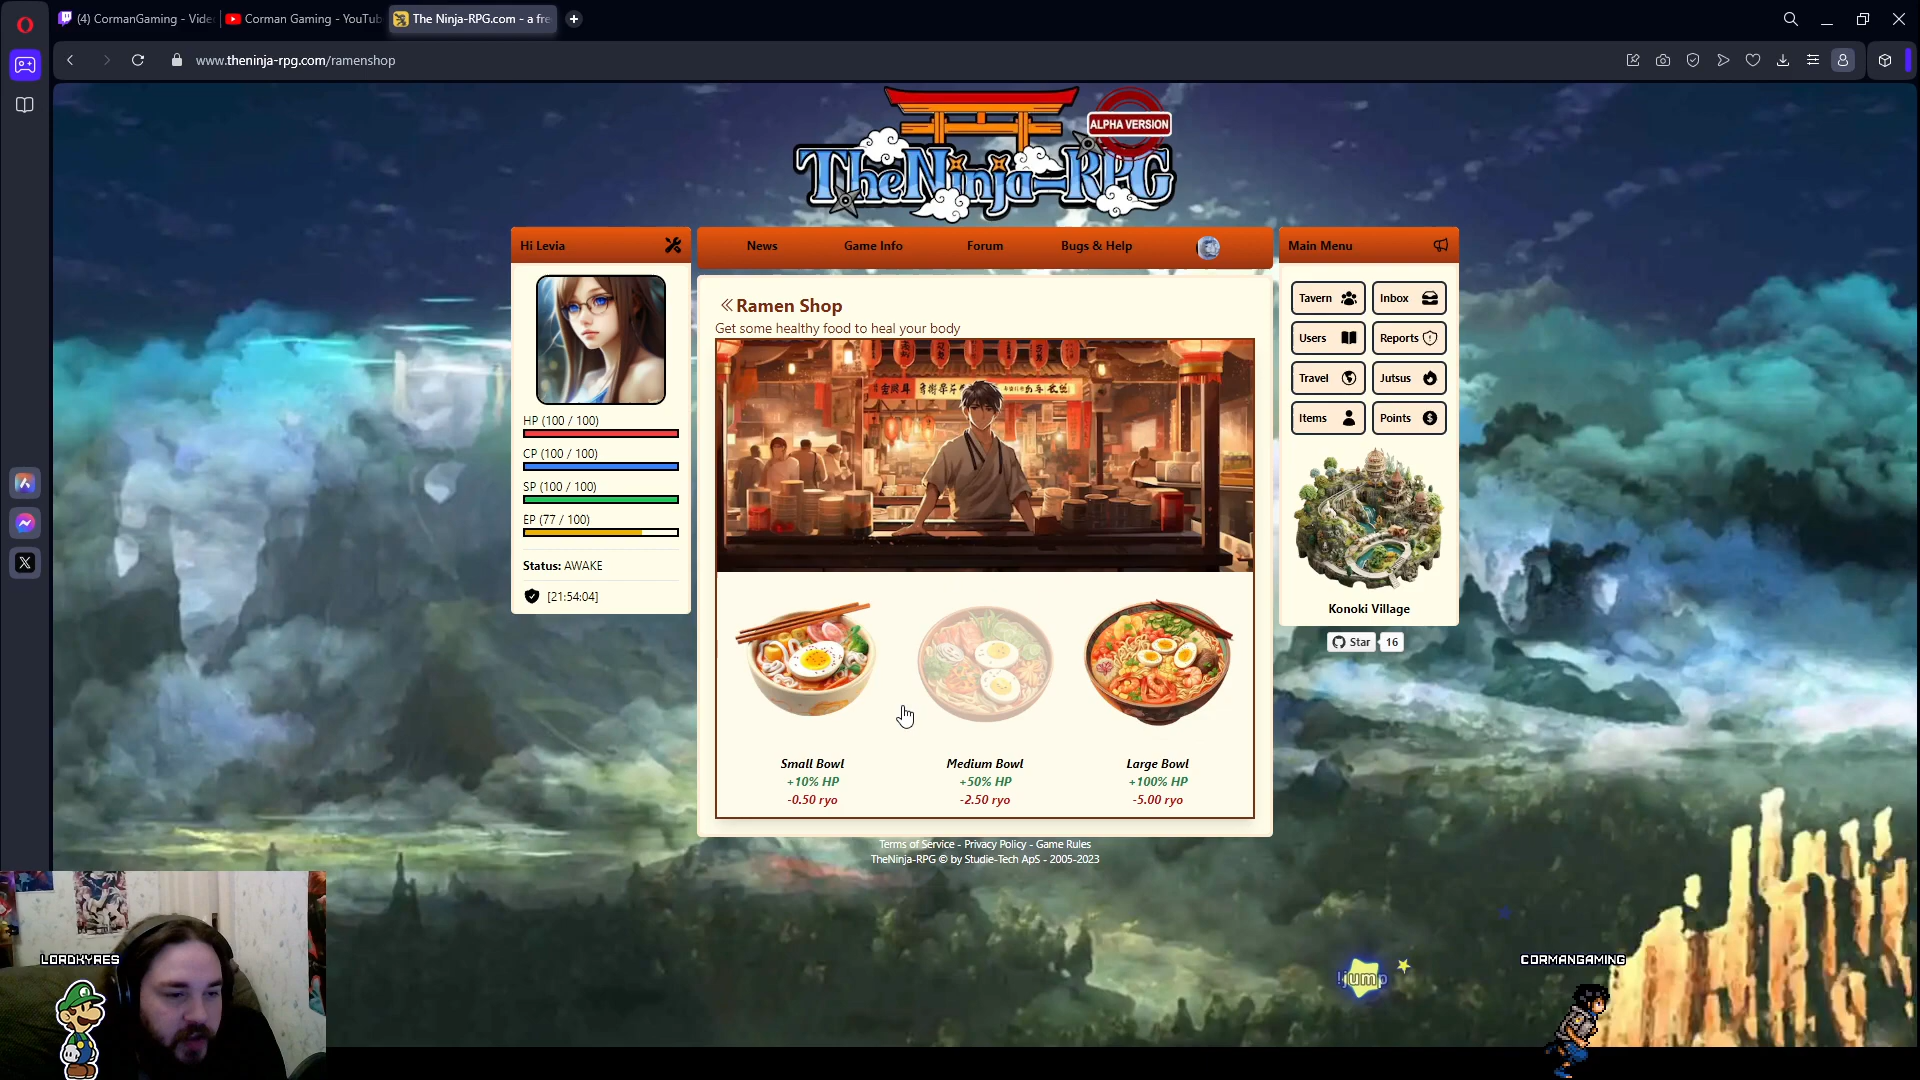 (4) CormanGaming - Vide
Corman Gaming - YouTub
The Ninja-RPG.com - a fre
www.theninja-rpg.com/ramenshop
ALPHA VERSION
TheNinja-RPG
Hi Levia
News
Game Info
Forum
Bugs & Help
Main Menu
HP (100 / 100)
CP (100 / 100)
SP (100 / 100)
EP (77 / 100)
Status: AWAKE
[21:54:04]
Ramen Shop
Get some healthy food to heal your body
Small Bowl
+10% HP
-0.50 ryo
Medium Bowl
+50% HP
-2.50 ryo
Large Bowl
+100% HP
-5.00 ryo
Tavern
Inbox
Users
Reports
Travel
Jutsus
Items
Points
Konoki Village
Star
16
Terms of Service - Privacy Policy - Game Rules
TheNinja-RPG © by Studie-Tech ApS - 2005-2023
LORDKYRES
!jump
CORMANGAMING